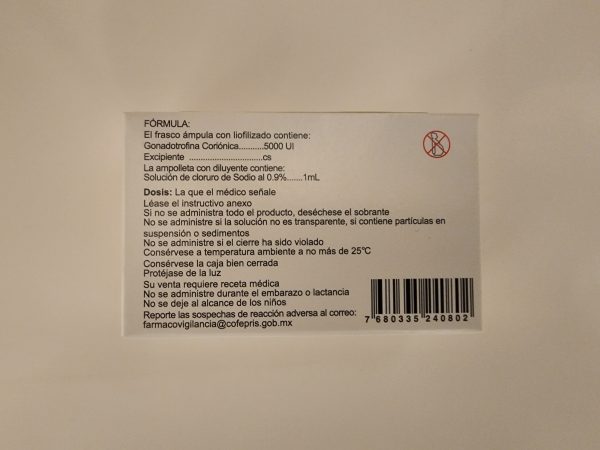 FÓRMULA:
El frasco ámpula con liofilizado contiene:
Gonadotrofina Coriónica...........5000 UI
Excipiente ................................cs
La ampolleta con diluyente contiene:
Solución de cloruro de Sodio al 0.9%.......1mL
Dosis: La que el médico señale
Léase el instructivo anexo
Si no se administra todo el producto, deséchese el sobrante
No se administre si la solución no es transparente, si contiene partículas en
suspensión o sedimentos
No se administre si el cierre ha sido violado
Consérvese a temperatura ambiente a no más de 25°C
Consérvese la caja bien cerrada
Protéjase de la luz
Su venta requiere receta médica
No se administre durante el embarazo o lactancia
No se deje al alcance de los niños
Reporte las sospechas de reacción adversa al correo:
farmacovigilancia@cofepris.gob.mx
7 680335 240802